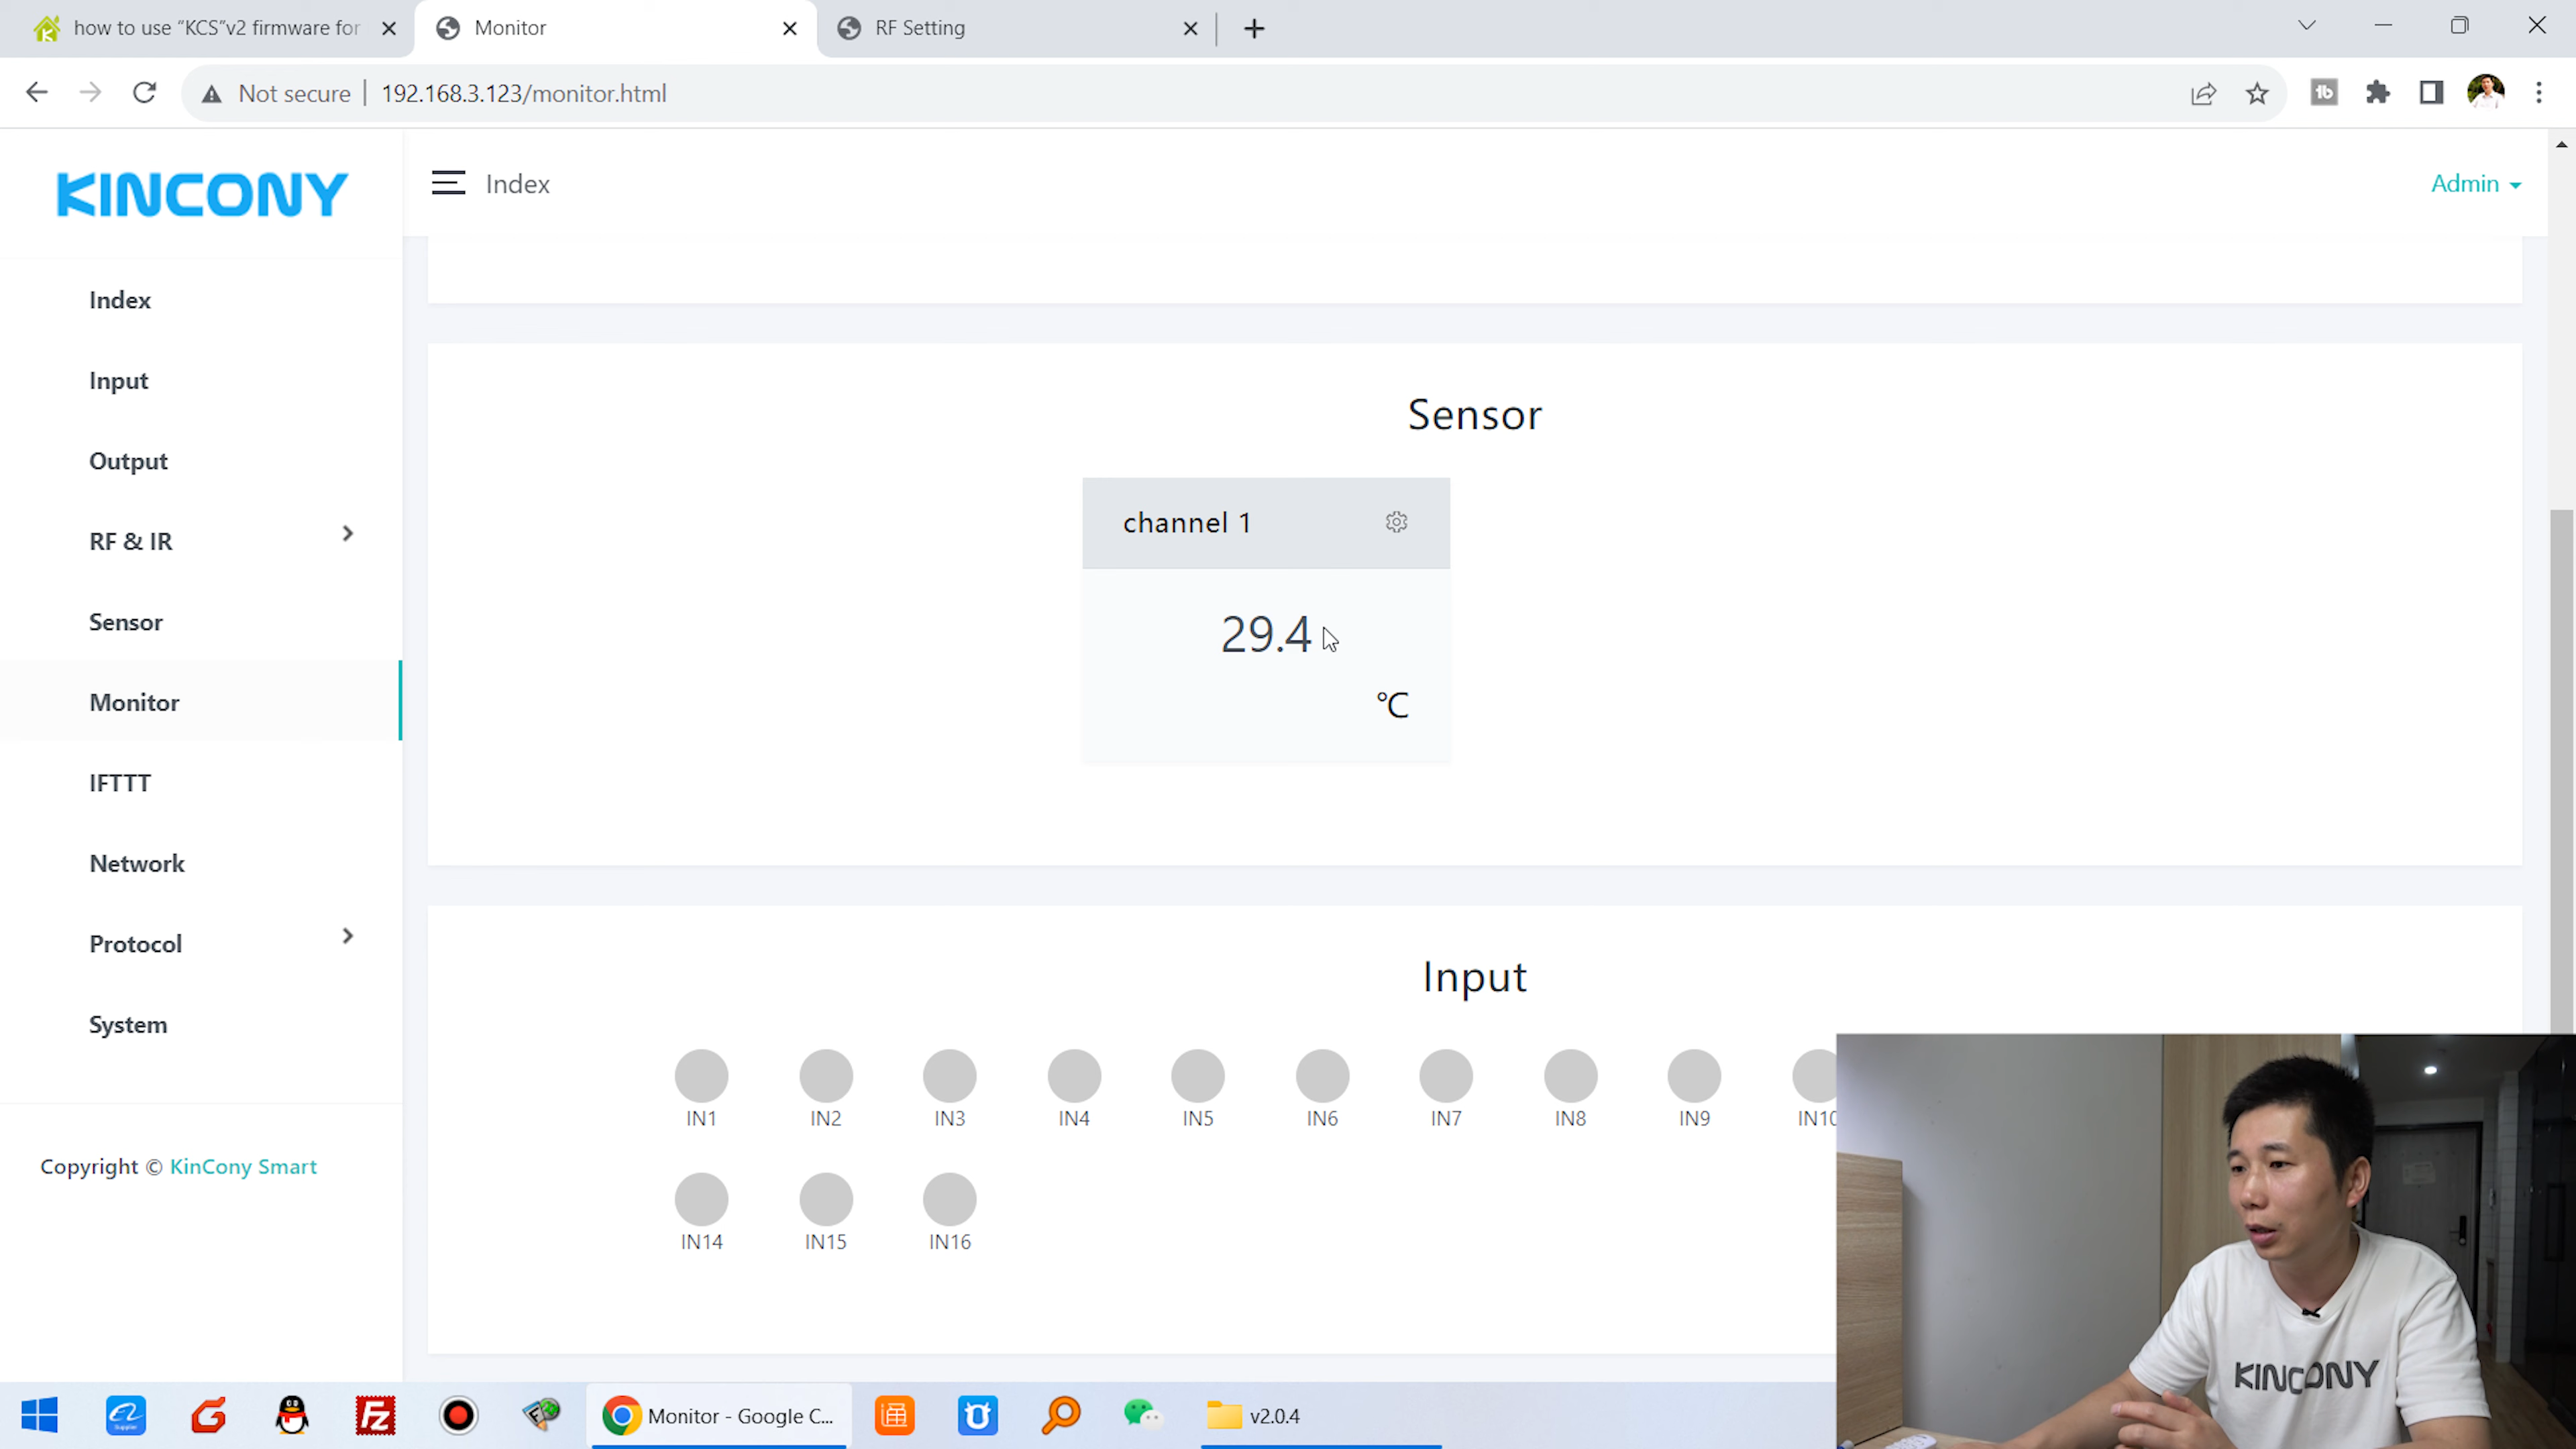 how to use “KCS”v2 firmware for
Monitor
RF Setting
Not secure
192.168.3.123/monitor.html
KINCONY
Index
Admin
Index
Input
Output
RF & IR
Sensor
Monitor
IFTTT
Network
Protocol
System
Copyright © KinCony Smart
Sensor
channel 1
29.4
℃
Input
IN1 IN2 IN3 IN4 IN5 IN6 IN7 IN8 IN9 IN10
IN14 IN15 IN16
KINCONY
Monitor - Google C...
v2.0.4